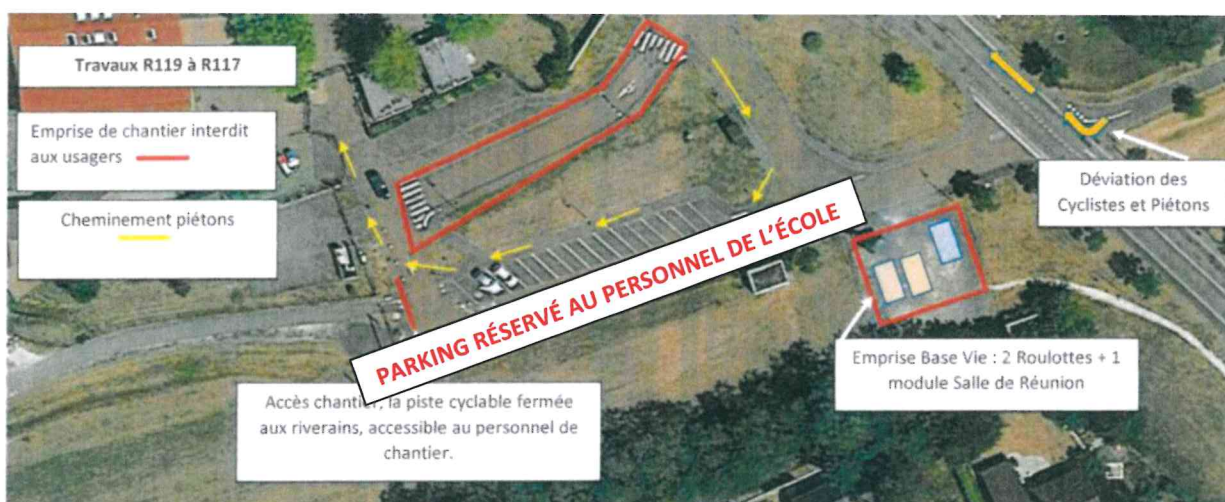 Travaux R119 à R117
Emprise de chantier interdit
aux usagers
Cheminement piétons
Déviation des
Cyclistes et Piétons
PARKING RÉSERVÉ AU PERSONNEL DE L'ÉCOLE
Emprise Base Vie : 2 Roulottes + 1
module Salle de Réunion
Accès chantier, la piste cyclable fermée
aux riverains, accessible au personnel de
chantier.